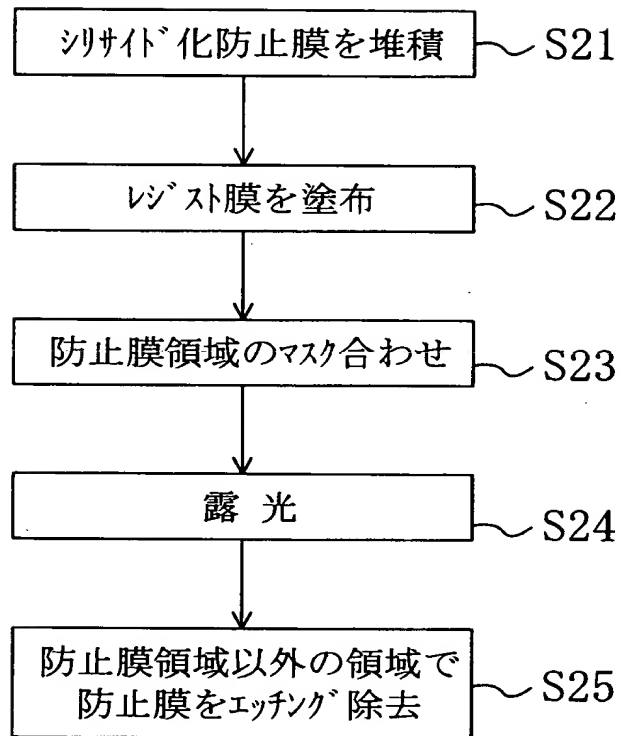 ｼﾘｻｲﾄﾞ化防止膜を堆積 S21
ﾚｼﾞｽﾄ膜を塗布 S22
防止膜領域のﾏｽｸ合わせ S23
露 光 S24
防止膜領域以外の領域で
防止膜をｴｯﾁﾝｸﾞ除去 S25